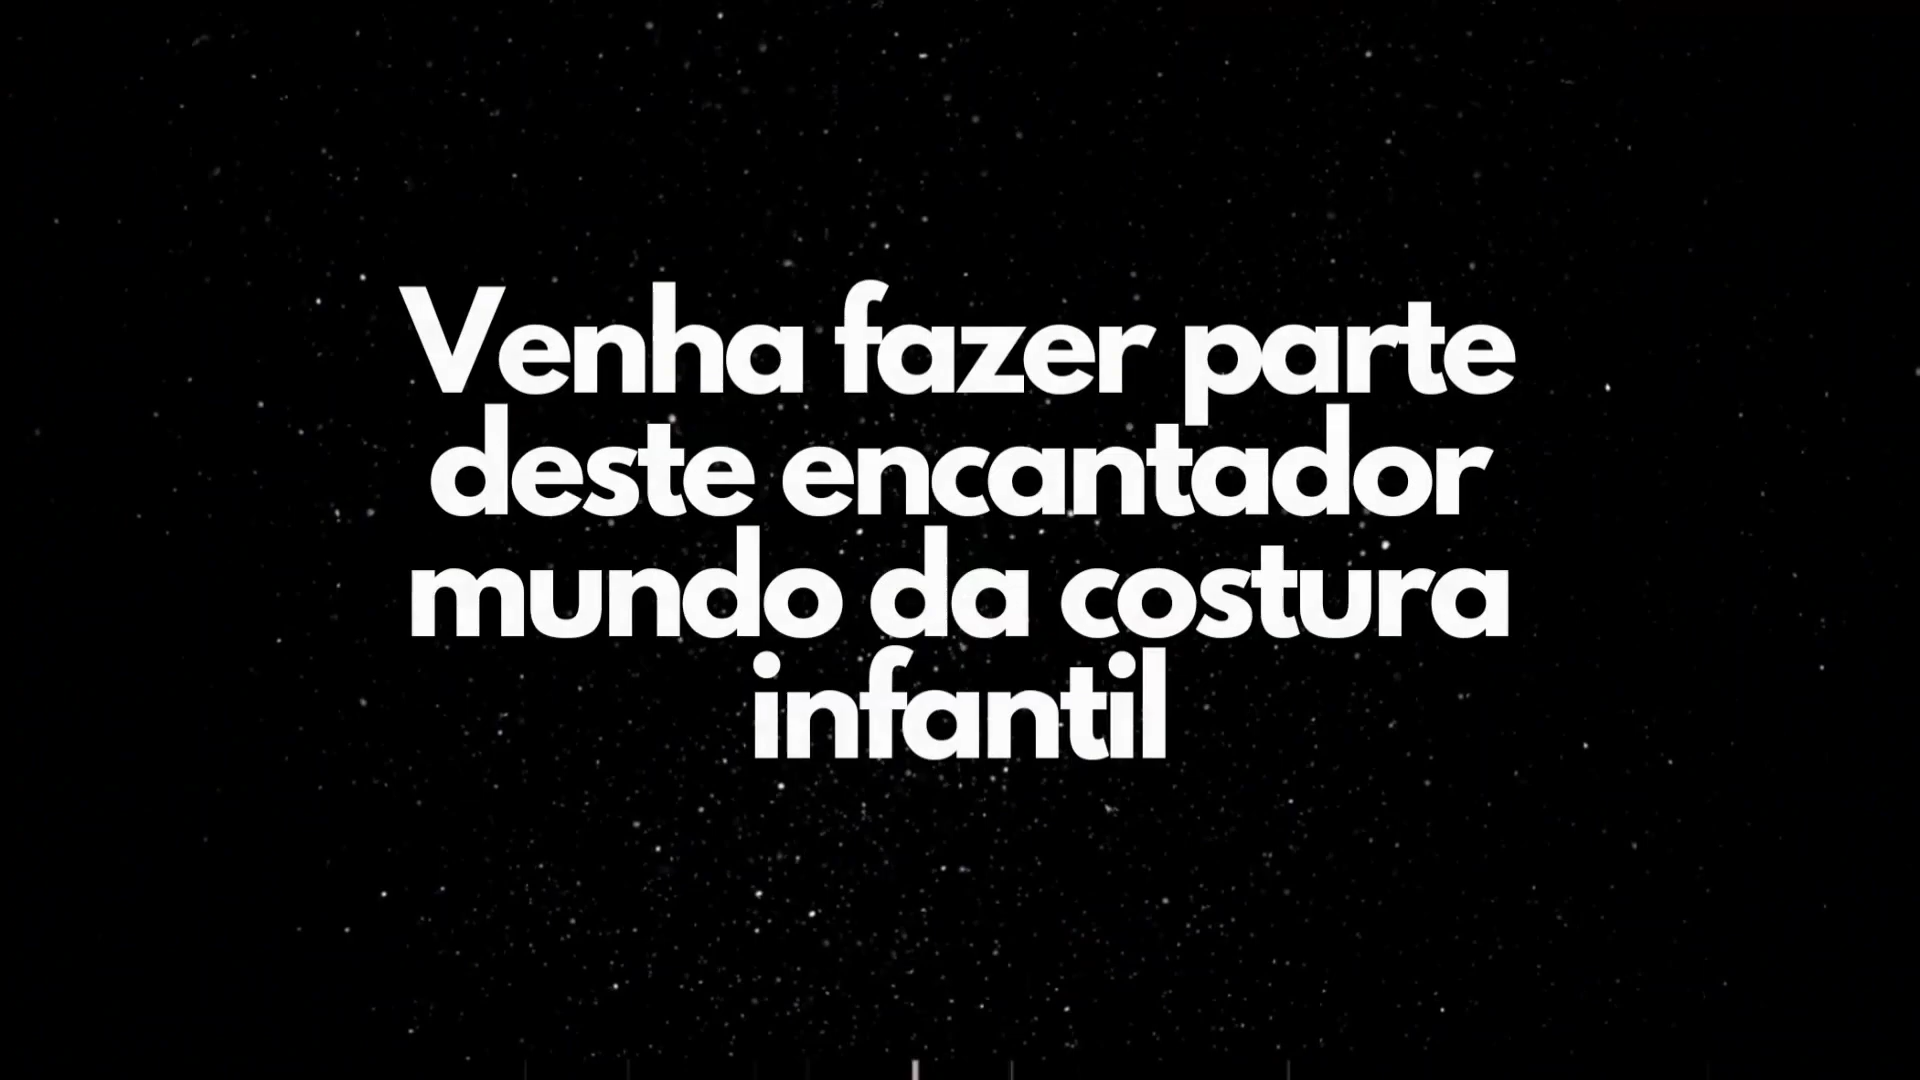 Venha fazer parte
deste encantador
mundo da costura
infantil